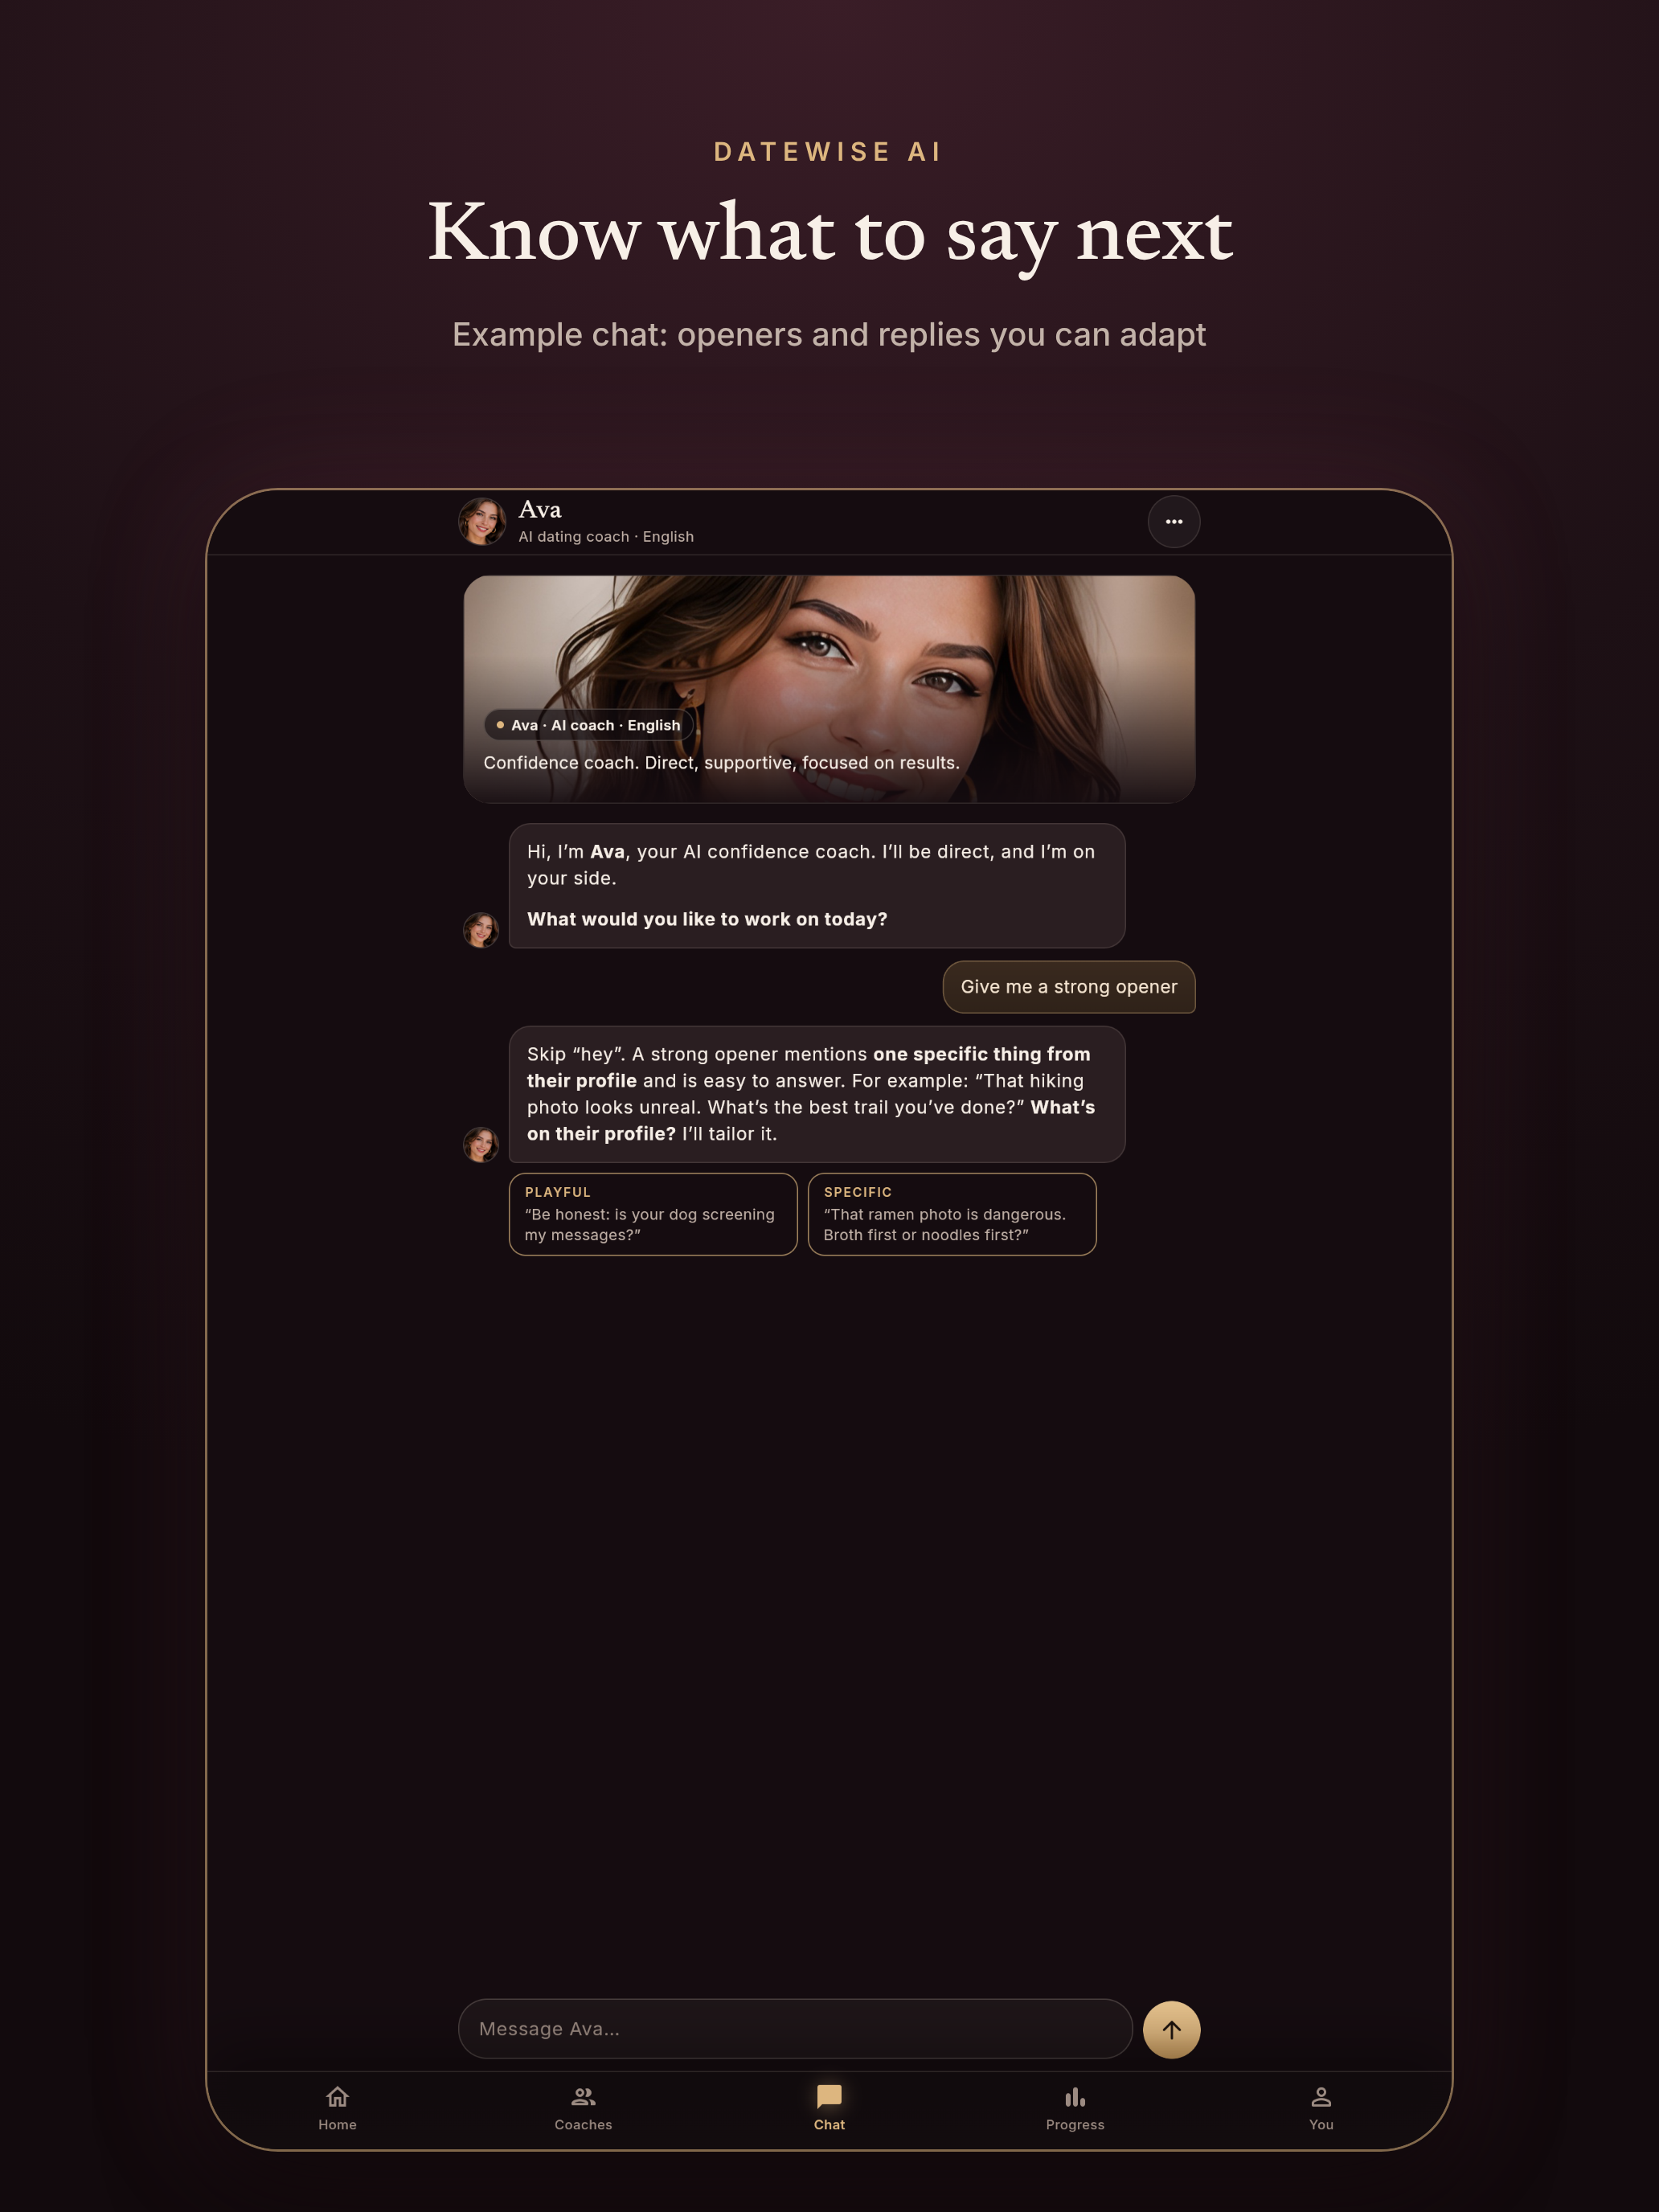 DATEWISE AI
Know what to say next
Example chat: openers and replies you can adapt
Ava
AI dating coach · English
Ava · AI coach · English
Confidence coach. Direct, supportive, focused on results.
Hi, I’m Ava, your AI confidence coach. I’ll be direct, and I’m on
your side.
What would you like to work on today?
Give me a strong opener
Skip “hey”. A strong opener mentions one specific thing from
their profile and is easy to answer. For example: “That hiking
photo looks unreal. What’s the best trail you’ve done?” What’s
on their profile? I’ll tailor it.
PLAYFUL
“Be honest: is your dog screening
my messages?”
SPECIFIC
“That ramen photo is dangerous.
Broth first or noodles first?”
Message Ava...
Home
Coaches
Chat
Progress
You